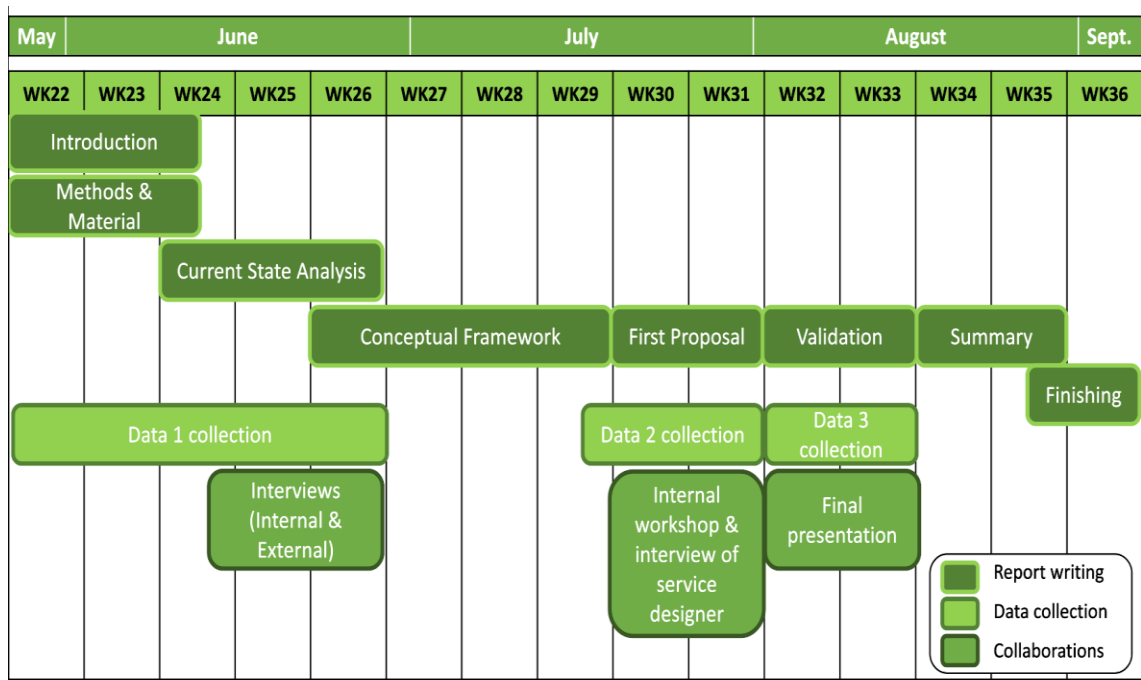 May June July August Sept.
WK22 WK23 WK24 WK25 WK26 WK27 WK28 WK29 WK30 WK31 WK32 WK33 WK34 WK35 WK36
Introduction
Methods &
Material
Current State Analysis
Conceptual Framework First Proposal Validation Summary
Finishing
Data 1 collection
Data 2 collection
Data 3
collection
Interviews
(Internal &
External)
Internal
workshop &
interview of
service
designer
Final
presentation
Report writing
Data collection
Collaborations